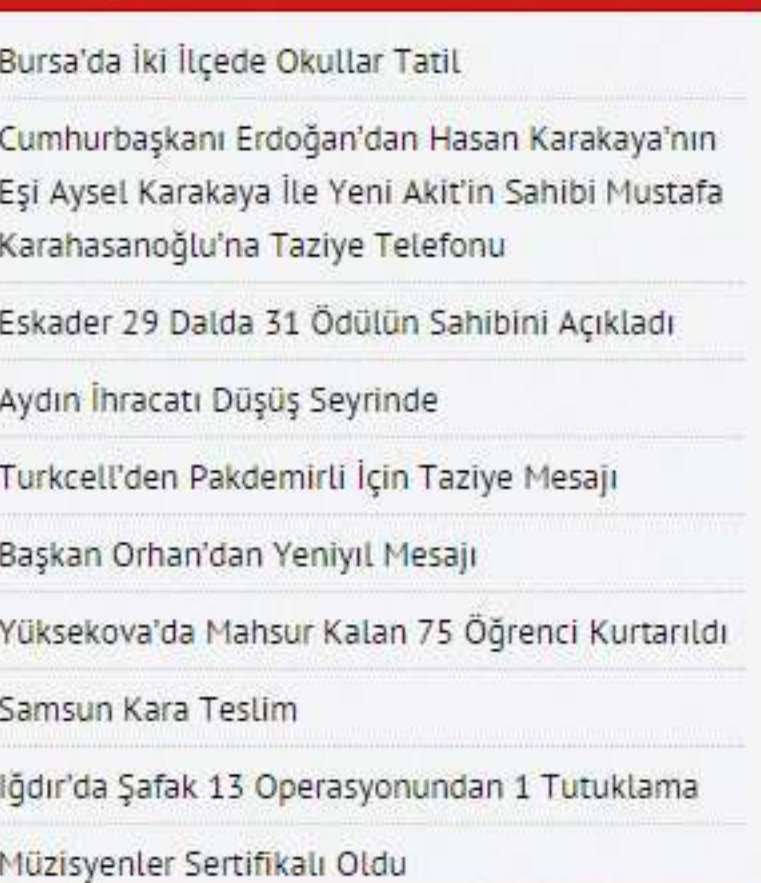 Bursa'da İki İlçede Okullar Tatil
Cumhurbaşkanı Erdoğan'dan Hasan Karakaya'nın
Eşi Aysel Karakaya İle Yeni Akit'in Sahibi Mustafa
Karahasanoğlu'na Taziye Telefonu
Eskader 29 Dalda 31 Ödülün Sahibini Açıkladı
Aydın İhracatı Düşüş Seyrinde
Turkcell'den Pakdemirli İçin Taziye Mesajı
Başkan Orhan'dan Yeniyıl Mesajı
Yüksekova'da Mahsur Kalan 75 Öğrenci Kurtarıldı
Samsun Kara Teslim
Iğdır'da Şafak 13 Operasyonundan 1 Tutuklama
Müzisyenler Sertifikalı Oldu